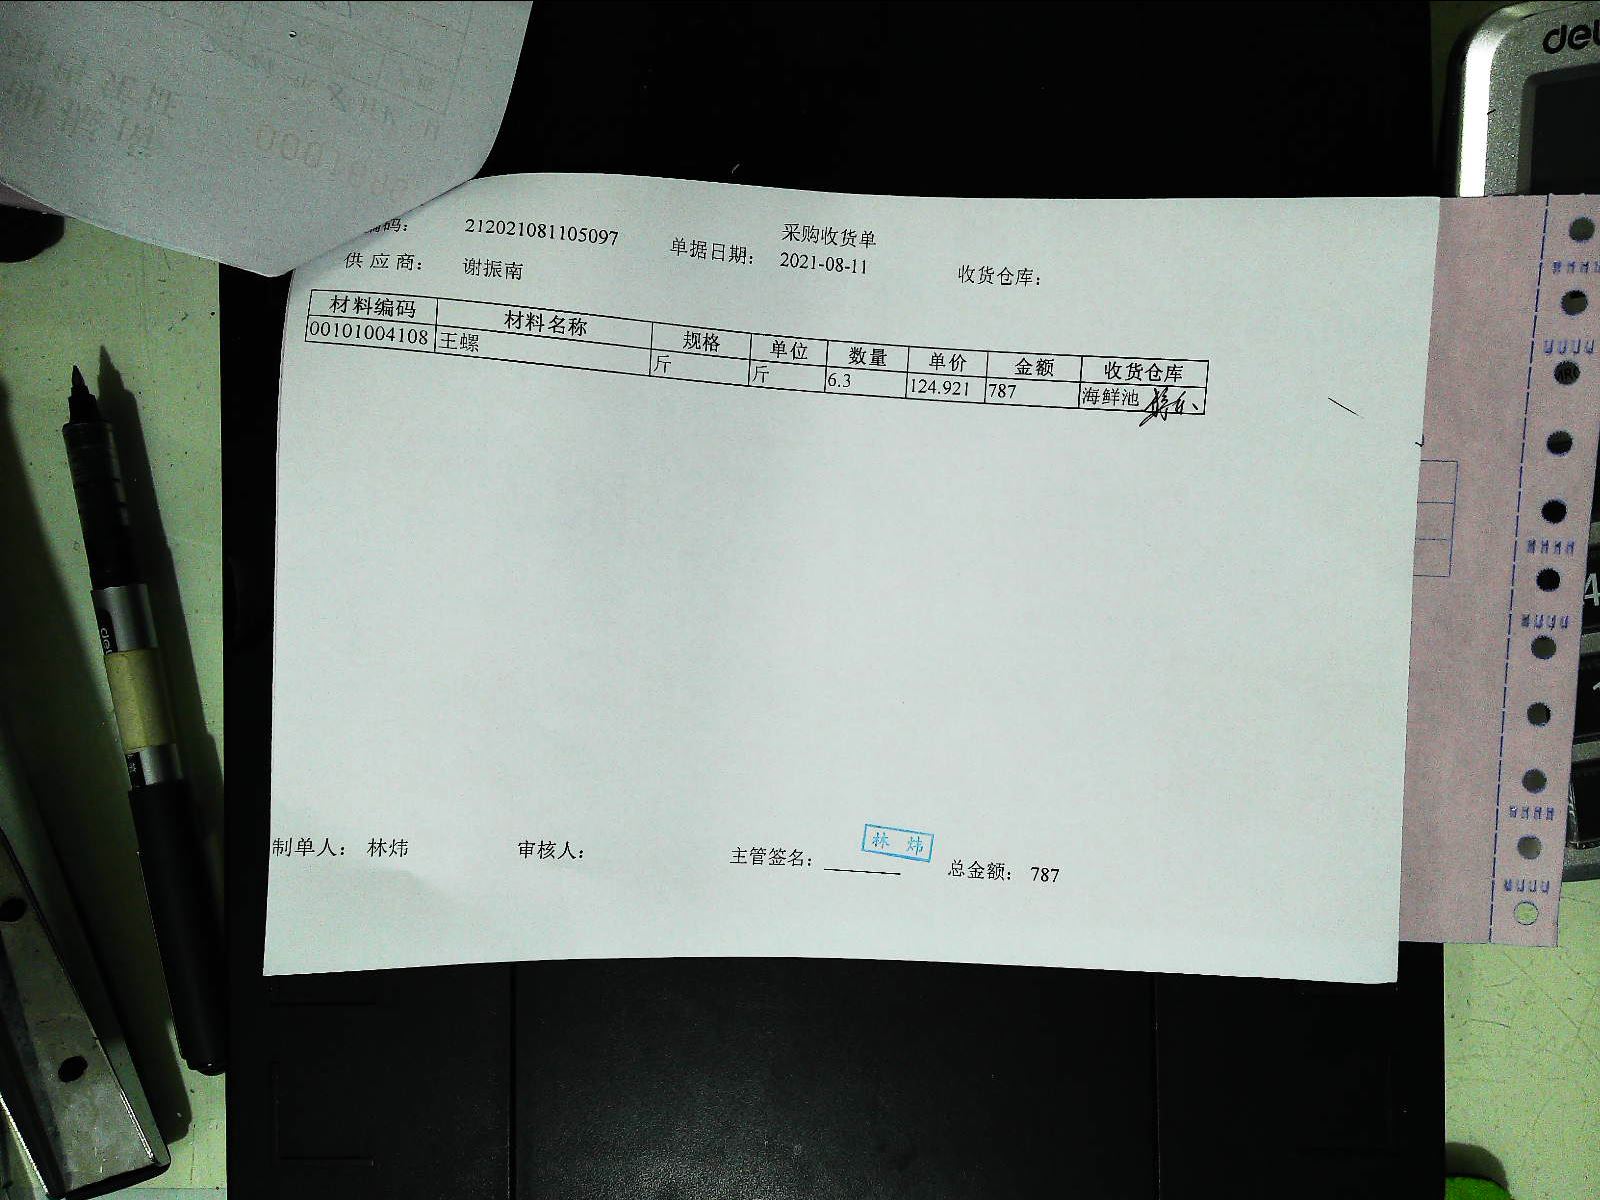 采购收货单
编码： 212021081105097 单据日期： 2021-08-11 收货仓库：
供 应 商： 谢振南
材料编码 材料名称 规格 单位 数量 单价 金额 收货仓库
00101004108 王螺 斤 斤 6.3 124.921 787 海鲜池
制单人： 林炜 审核人： 主管签名： 林 炜 总金额： 787
deli